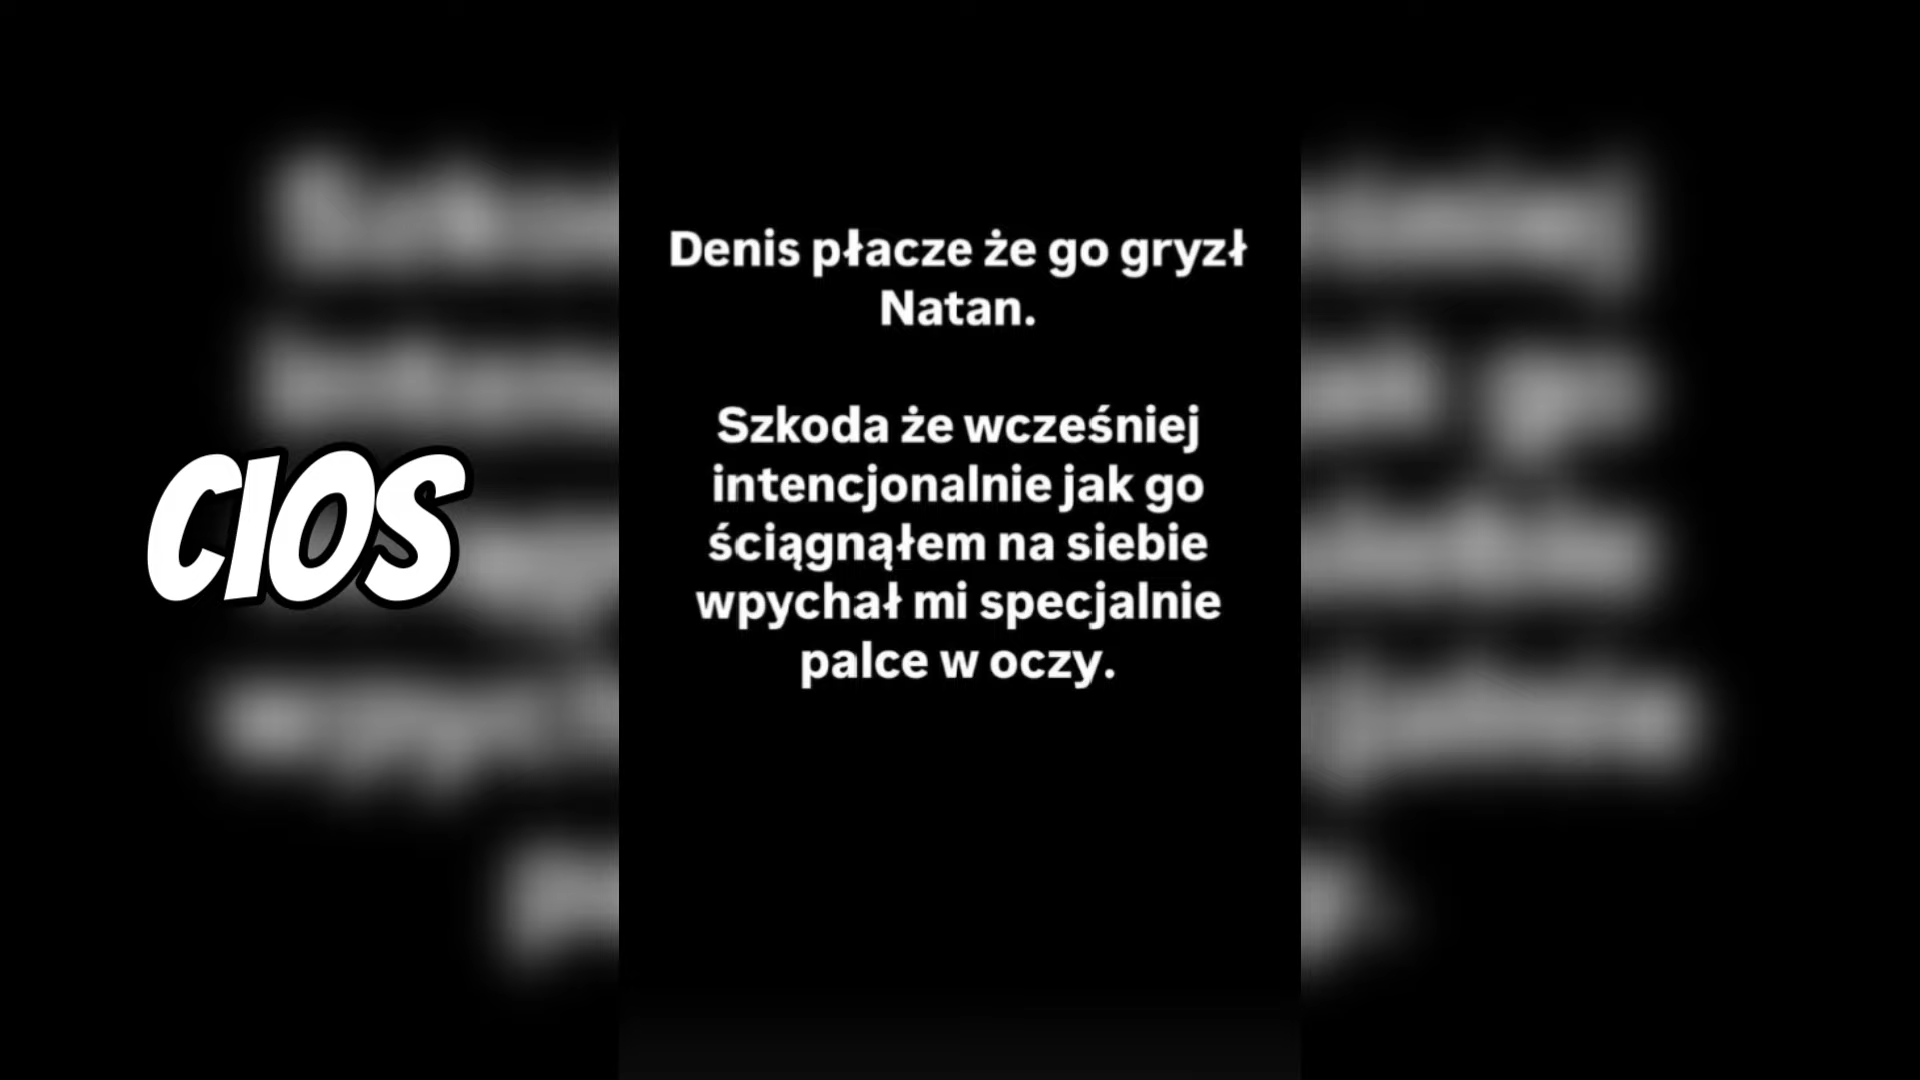 Denis płacze że go gryzł
Natan.
Szkoda że wcześniej
intencjonalnie jak go
ściągnąłem na siebie
wpychał mi specjalnie
palce w oczy.
CIOS